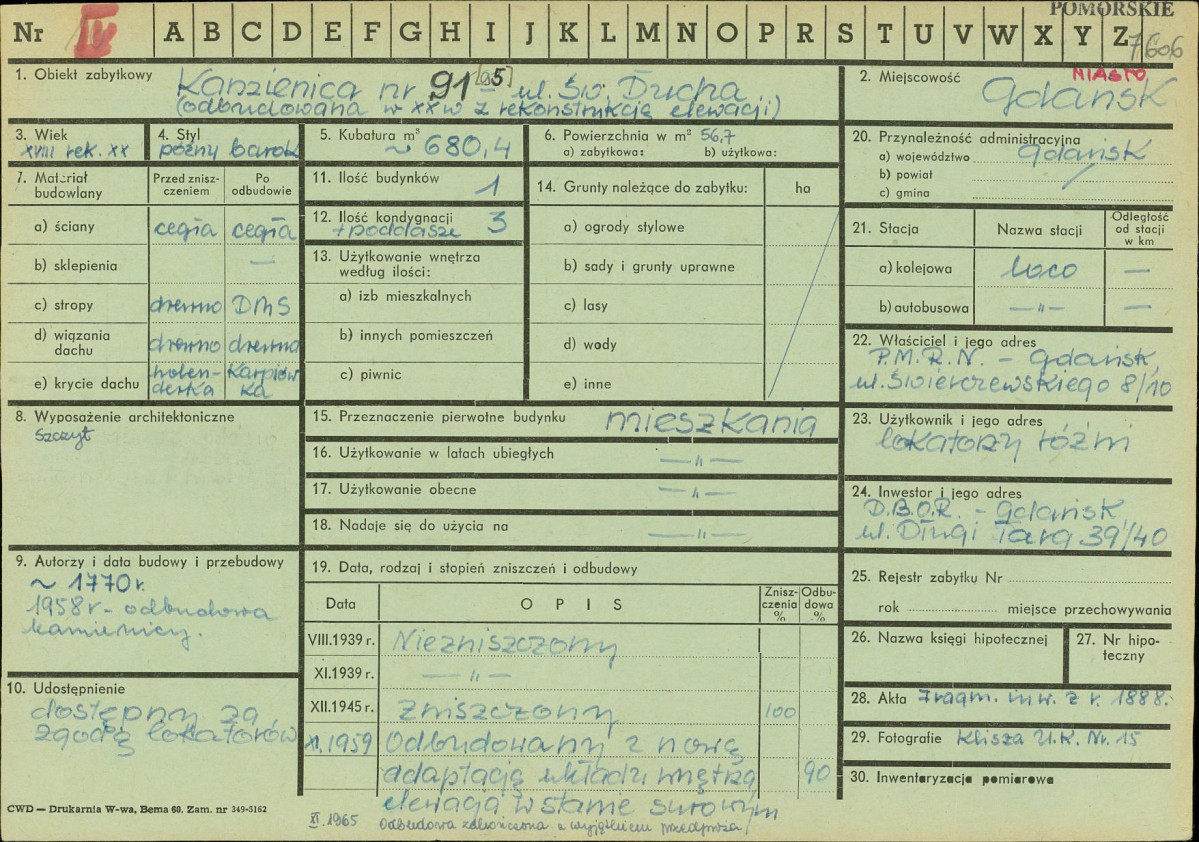 POMORSKIE
Nr IV A B C D E F G H I J K L M N O P R S T U V W X Y Z 7606
1. Obiekt zabytkowy Kamienica nr 91 [95] ul. Św. Ducha
(odbudowana w XX w z rekonstrukcją elewacji)
2. Miejscowość MIASTO
Gdańsk
3. Wiek
XVIII rek. XX
4. Styl
późny barok
5. Kubatura m³
~ 680,4
6. Powierzchnia w m² 56,7
a) zabytkowa: b) użytkowa:
7. Materiał budowlany
Przed zniszczeniem
Po odbudowie
a) ściany cegła cegła
b) sklepienia —
c) stropy drewno DMS
d) wiązania dachu drewno drewno
e) krycie dachu holenderka karpiówka
8. Wyposażenie architektoniczne
szczyt
9. Autorzy i data budowy i przebudowy
~ 1770 r.
1958 r - odbudowa
kamienicy.
10. Udostępnienie
dostępny za
zgodą lokatorów
11. Ilość budynków 1
12. Ilość kondygnacji 3
+poddasze
13. Użytkowanie wnętrza
według ilości:
a) izb mieszkalnych
b) innych pomieszczeń
c) piwnic
14. Grunty należące do zabytku: ha
a) ogrody stylowe
b) sady i grunty uprawne
c) lasy
d) wody
e) inne
15. Przeznaczenie pierwotne budynku mieszkania
16. Użytkowanie w latach ubiegłych —"—
17. Użytkowanie obecne —"—
18. Nadaje się do użycia na —"—
19. Data, rodzaj i stopień zniszczeń i odbudowy
Data OPIS Zniszczenia % Odbudowa %
VIII.1939 r. Niezniszczony
XI.1939 r. —"—
XII.1945 r. Zniszczony 100
XI.1959 Odbudowany z nową
adaptacją układu wnętrza, 90
elewacja w stanie surowym
XI.1965 Odbudowa zakończona z wyjątkiem przedproża/
20. Przynależność administracyjna
a) województwo Gdańsk
b) powiat /
c) gmina
21. Stacja Nazwa stacji Odległość od stacji w km
a) kolejowa loco —
b) autobusowa —"— —
22. Właściciel i jego adres
P.M.R.N. - Gdańsk,
ul. Świerczewskiego 8/10
23. Użytkownik i jego adres
lokatorzy różni
24. Inwestor i jego adres
D.B.O.R. - Gdańsk
ul. Długi Targ 39/40
25. Rejestr zabytku Nr
rok miejsce przechowywania
26. Nazwa księgi hipotecznej
27. Nr hipoteczny
28. Akta Fragm. inw. z r. 1888.
29. Fotografie Klisza U.K. Nr. 15
30. Inwentaryzacja pomiarowa
CWD — Drukarnia W-wa, Bema 60. Zam. nr 349-5162